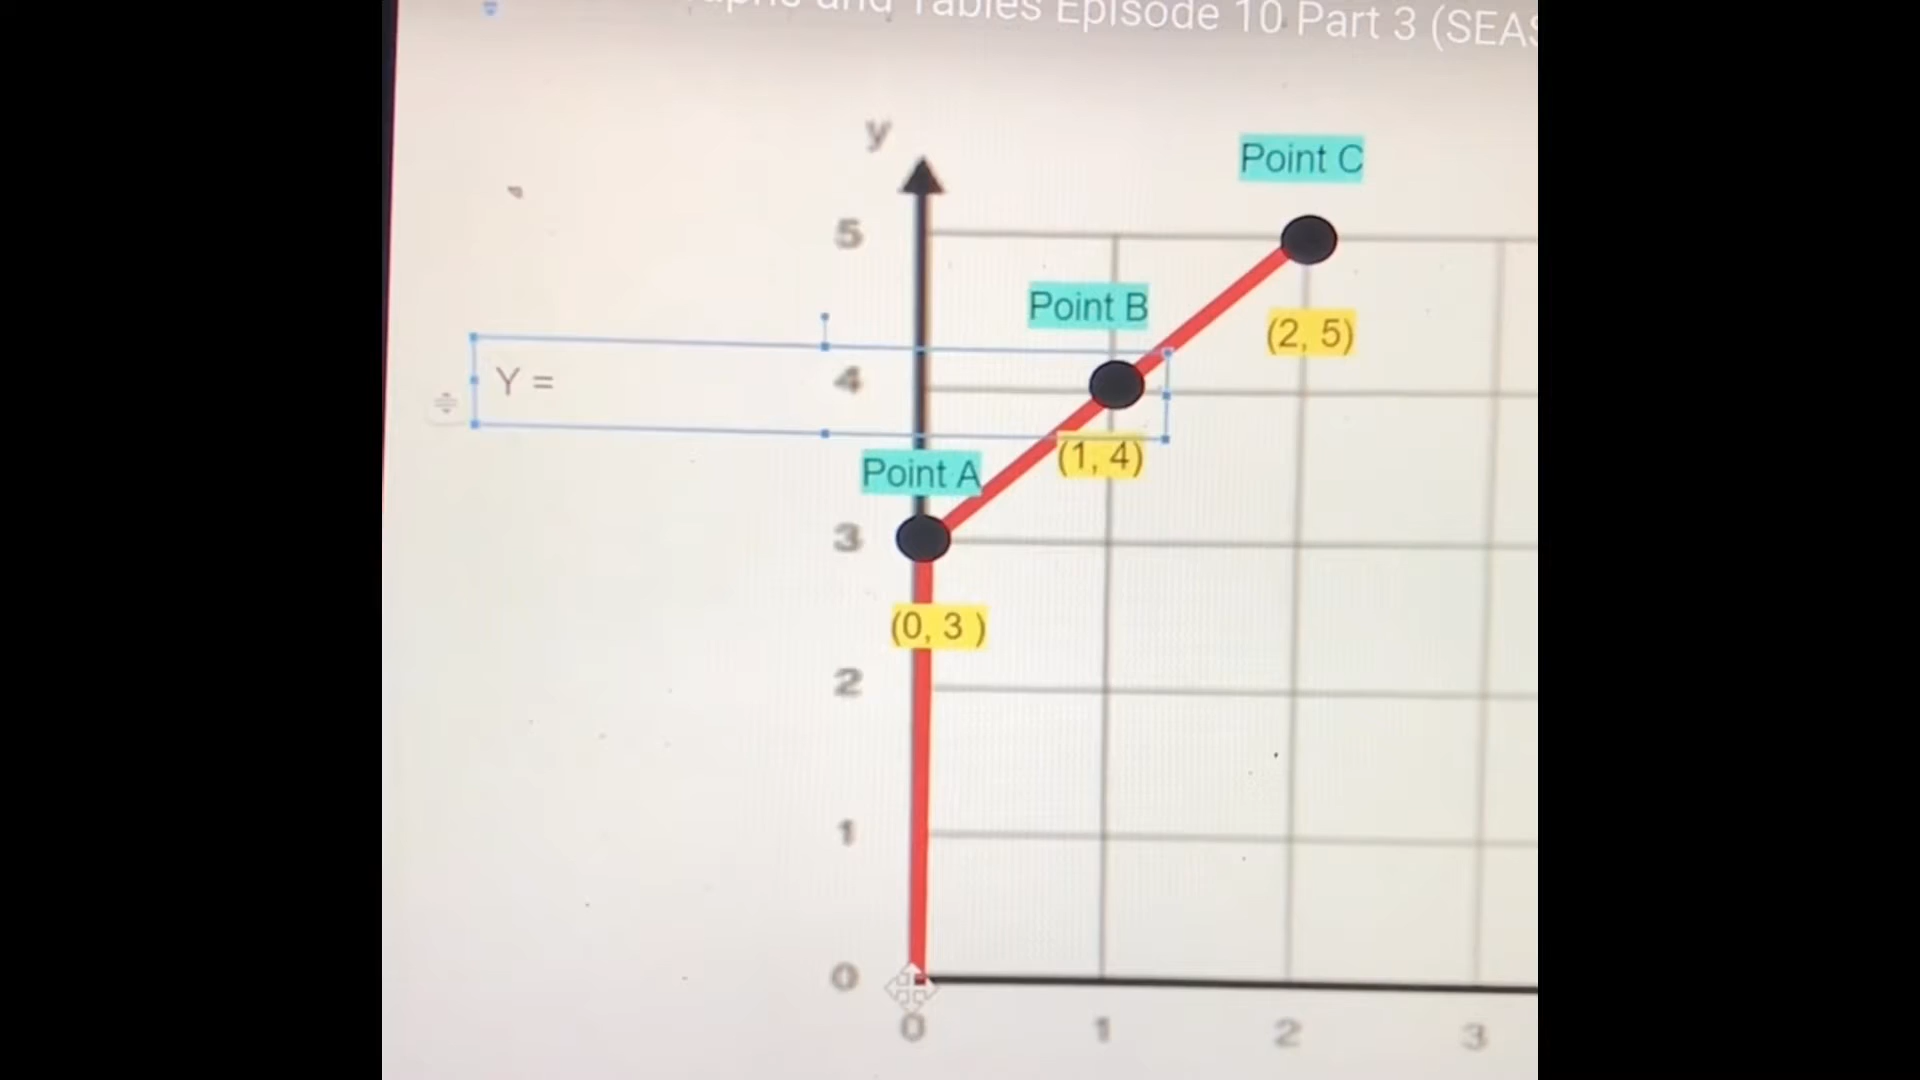 and Tables Episode 10 Part 3 (SEAS
y
Point C
5
Point B
(2, 5)
Y =
4
(1, 4)
Point A
3
(0, 3 )
2
1
0
0 1 2 3